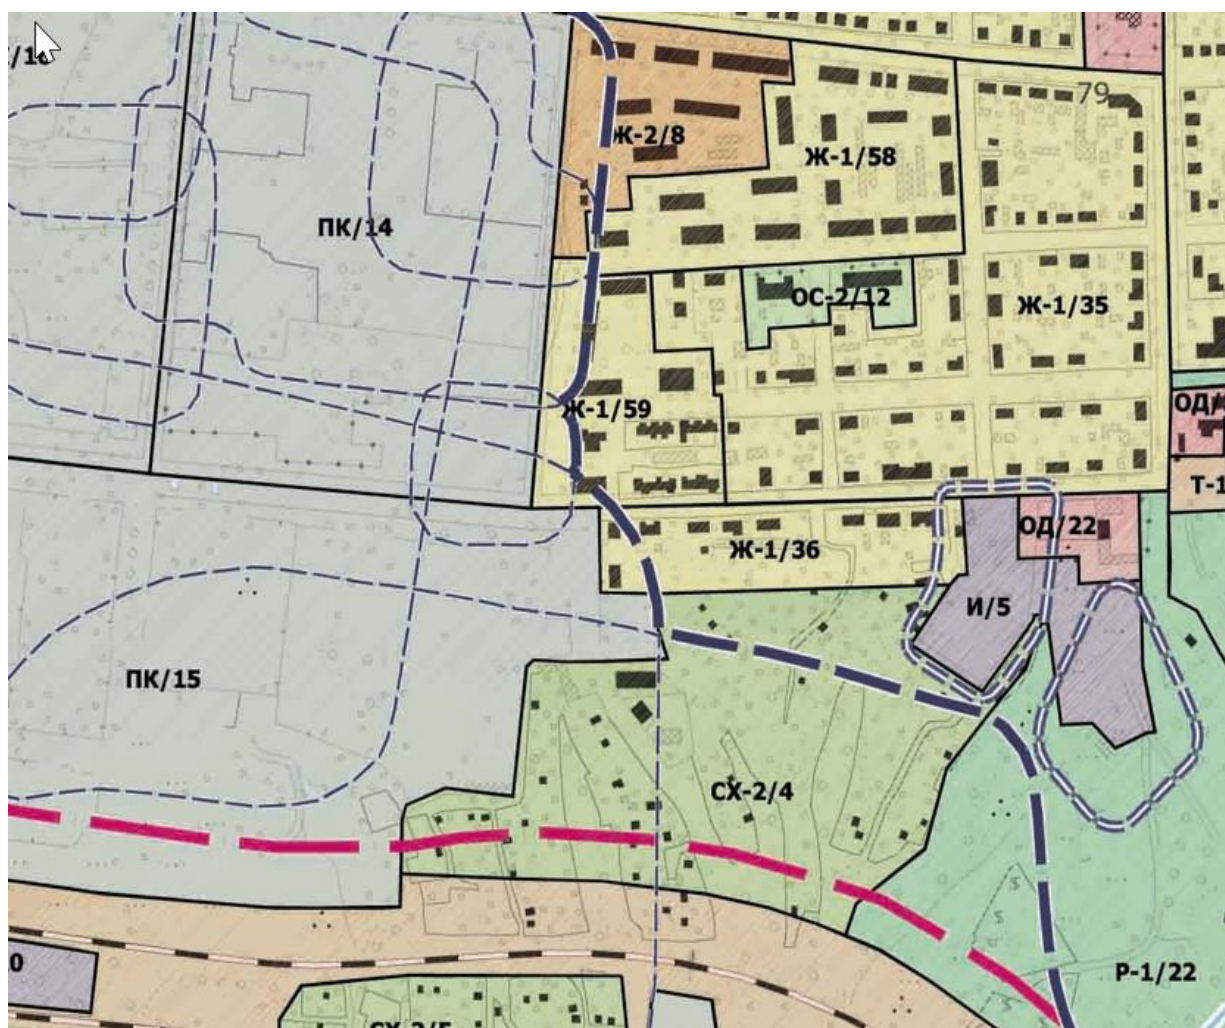 79
Ж-2/8
Ж-1/58
ПК/14
ОС-2/12
Ж-1/35
Ж-1/59
Т-1
ОД/22
Ж-1/36
И/5
ПК/15
СХ-2/4
Р-1/22